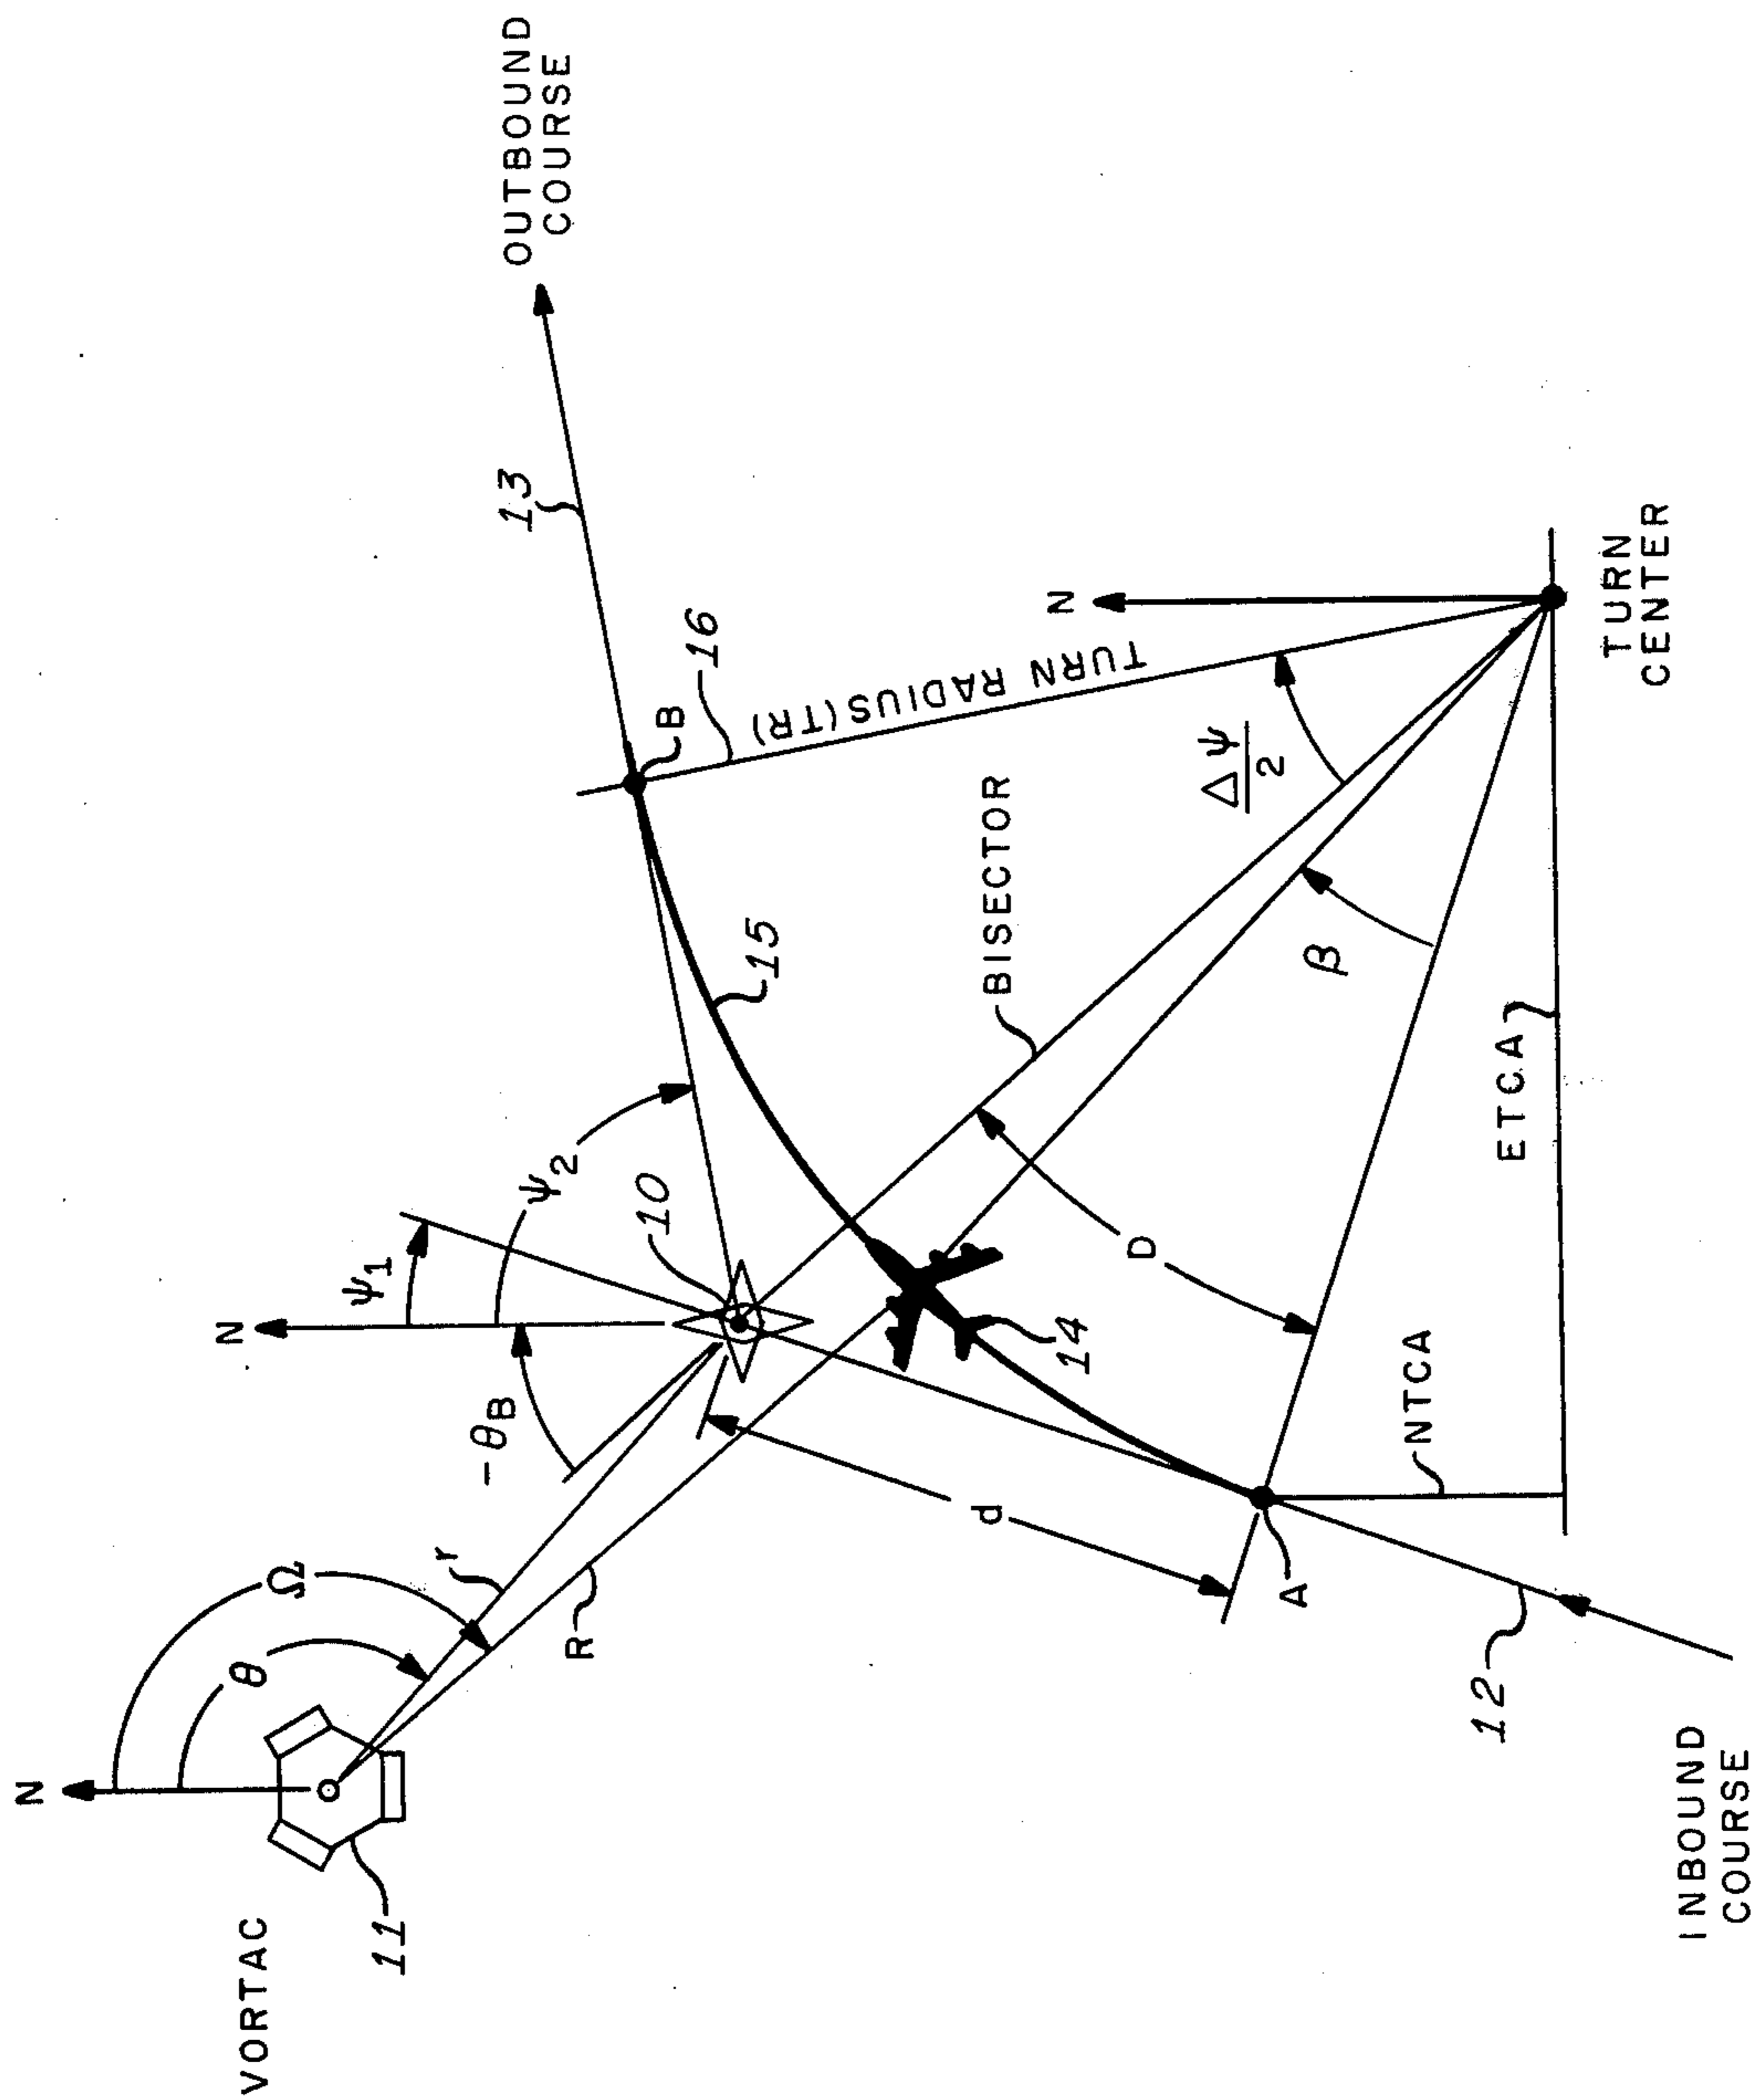 VORTAC
11
N
θ
Ω
R
r
-θB
N
ψ1
ψ2
10
d
14
15
D
12
A
INBOUND
COURSE
NTCA
ETCA
β
BISECTOR
Δψ
2
B
16
TURN RADIUS (TR)
N
TURN
CENTER
13
OUTBOUND
COURSE